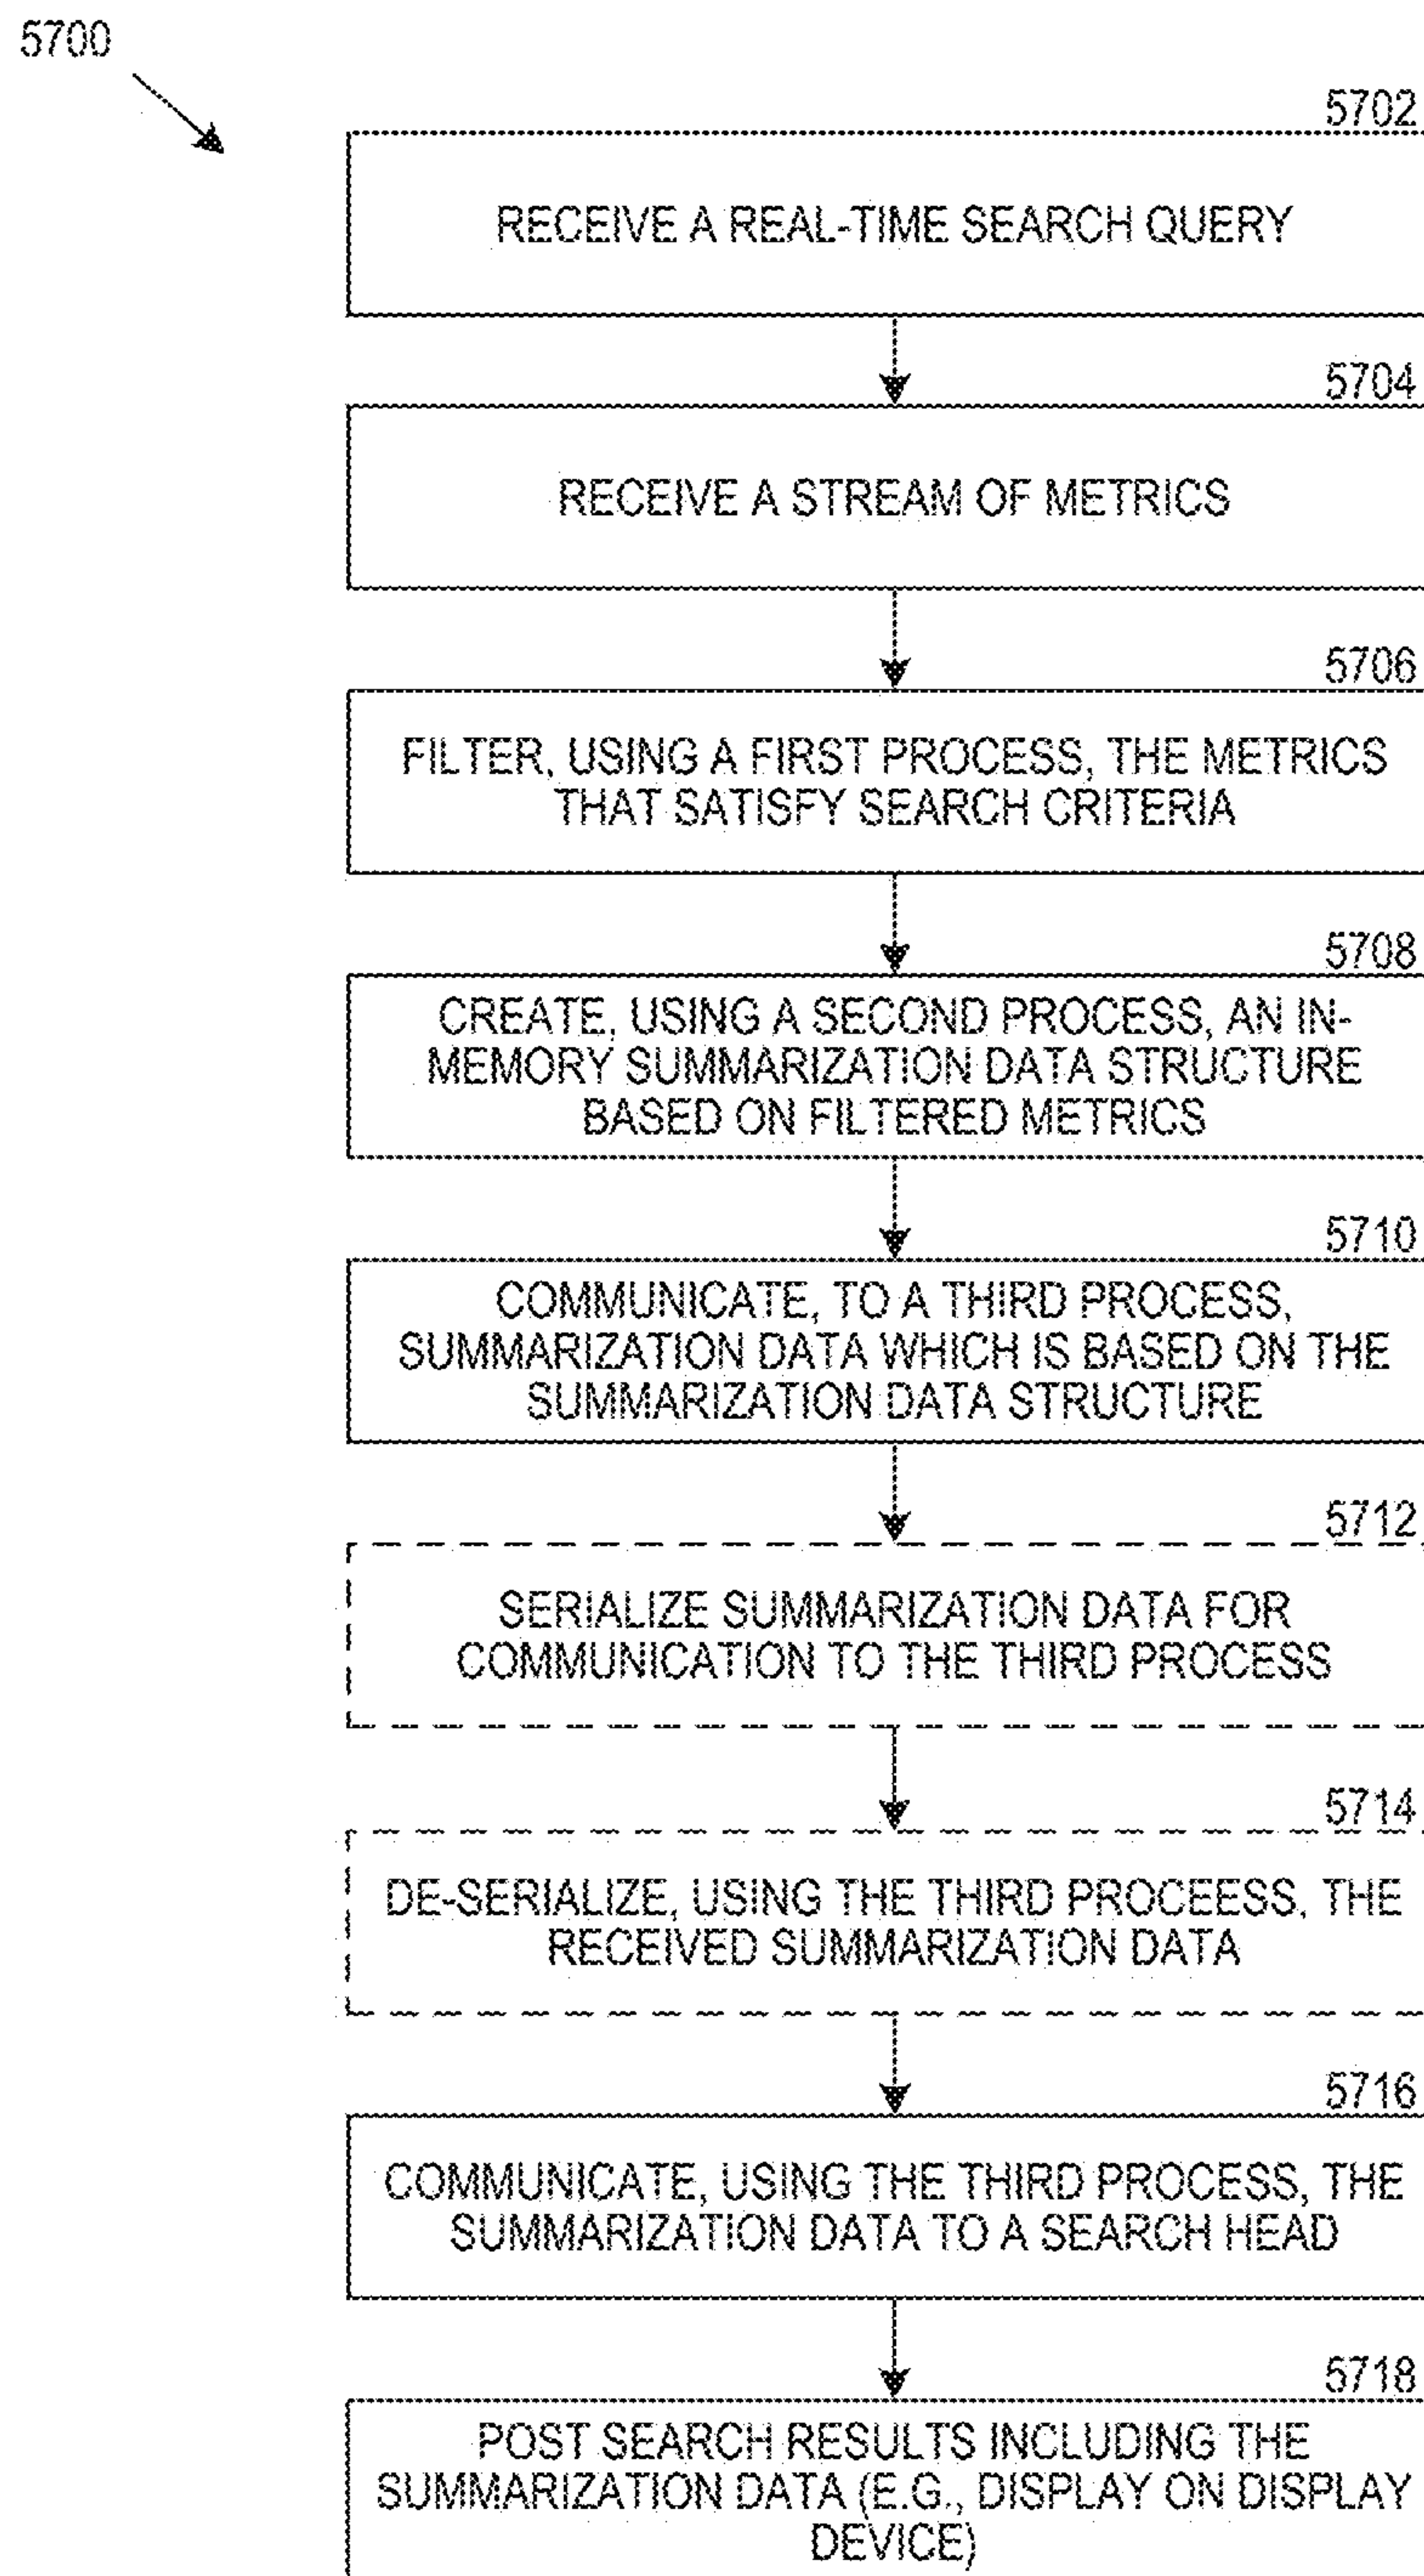 5700
5702
RECEIVE A REAL-TIME SEARCH QUERY
5704
RECEIVE A STREAM OF METRICS
5706
FILTER, USING A FIRST PROCESS, THE METRICS
THAT SATISFY SEARCH CRITERIA
5708
CREATE, USING A SECOND PROCESS, AN IN-
MEMORY SUMMARIZATION DATA STRUCTURE
BASED ON FILTERED METRICS
5710
COMMUNICATE, TO A THIRD PROCESS,
SUMMARIZATION DATA WHICH IS BASED ON THE
SUMMARIZATION DATA STRUCTURE
5712
SERIALIZE SUMMARIZATION DATA FOR
COMMUNICATION TO THE THIRD PROCESS
5714
DE-SERIALIZE, USING THE THIRD PROCEESS, THE
RECEIVED SUMMARIZATION DATA
5716
COMMUNICATE, USING THE THIRD PROCESS, THE
SUMMARIZATION DATA TO A SEARCH HEAD
5718
POST SEARCH RESULTS INCLUDING THE
SUMMARIZATION DATA (E.G., DISPLAY ON DISPLAY
DEVICE)